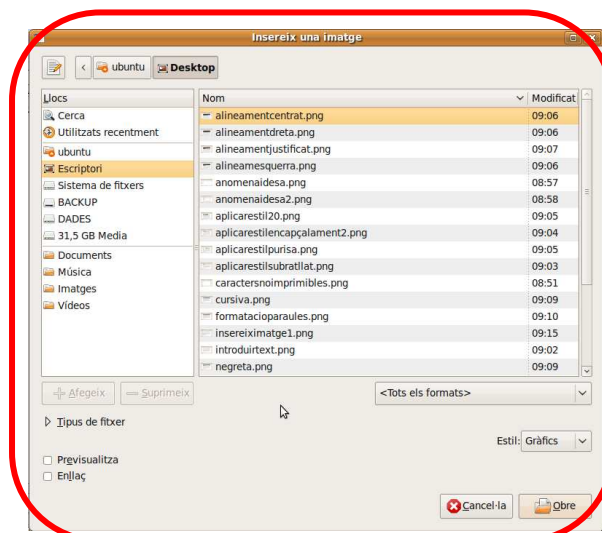 Insereix una imatge
ubuntu Desktop
Llocs
Cerca
Utilitzats recentment
ubuntu
Escriptori
Sistema de fitxers
BACKUP
DADES
31,5 GB Media
Documents
Música
Imatges
Vídeos
Nom Modificat
alineamentcentrat.png 09:06
alineamentdreta.png 09:06
alineamentjustificat.png 09:07
alineamesquerra.png 09:06
anomenaidesa.png 08:57
anomenaidesa2.png 08:58
aplicarestil20.png 09:05
aplicarestilencapçalament2.png 09:04
aplicarestilpurisa.png 09:05
aplicarestilsubratllat.png 09:03
caractersnoimprimibles.png 08:51
cursiva.png 09:09
formatacioparaules.png 09:10
insereiximatge1.png 09:15
introduirtext.png 09:02
negreta.png 09:09
Afegeix Suprimeix <Tots els formats>
Tipus de fitxer
Estil: Gràfics
Previsualitza
Enllaç
Cancel·la Obre